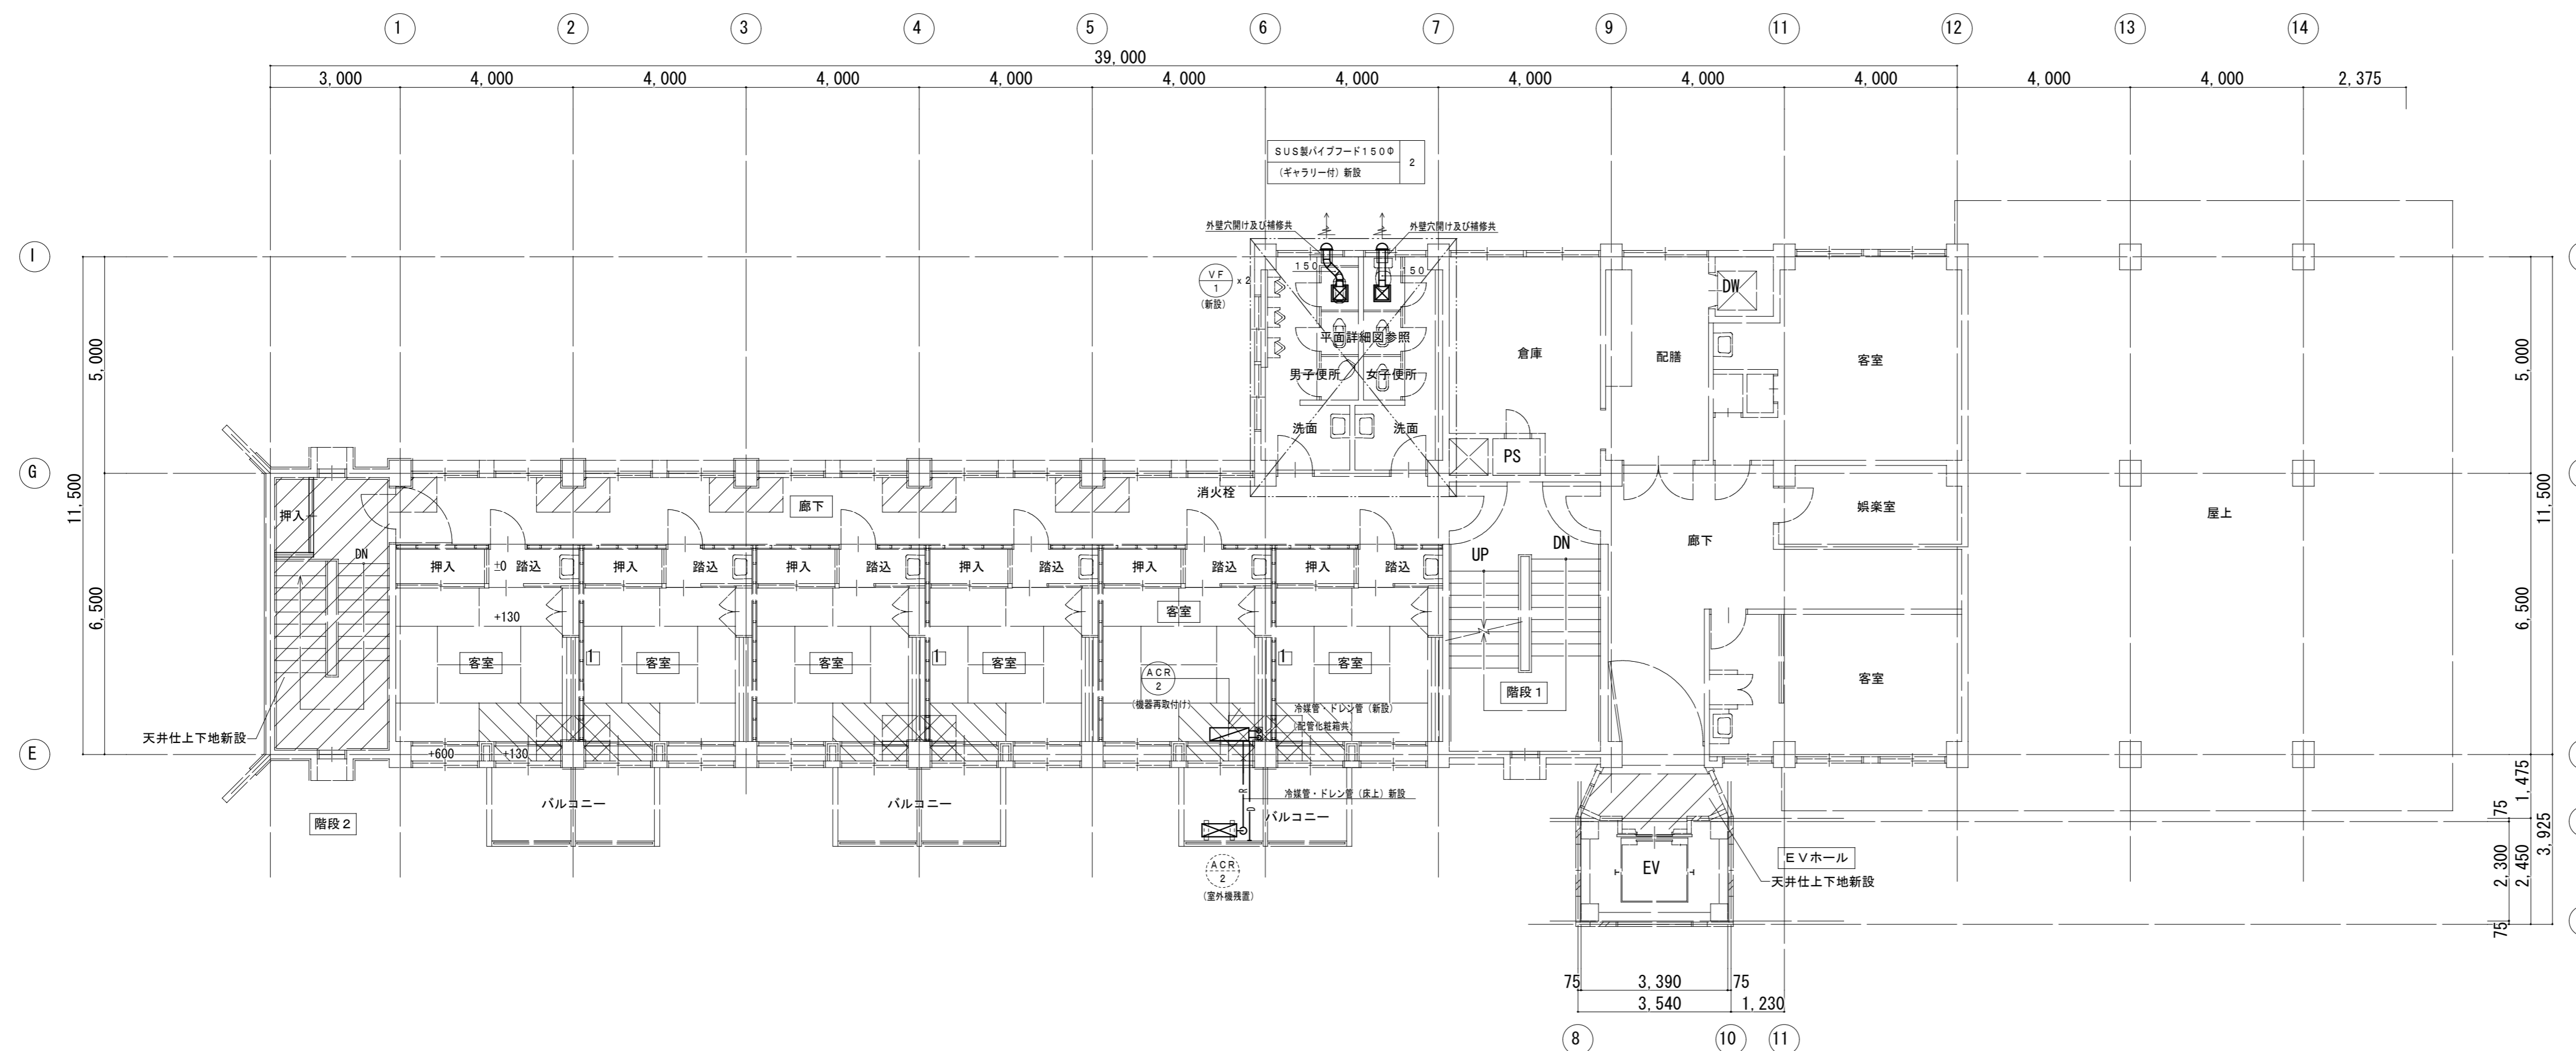 1 2 3 4 5 6 7 9 11 12 13 14
39,000
3,000 4,000 4,000 4,000 4,000 4,000 4,000 4,000 4,000 4,000 4,000 4,000 2,375
SUS製パイプフード150Φ 2
(ギャラリー付)新設
外壁穴開け及び補修共 外壁穴開け及び補修共
I
VF
1
x 2
(新設)
150 150
DW
平面詳細図参照
倉庫 配膳 客室
5,000 5,000
男子便所 女子便所
洗面 洗面
PS
G
11,500 11,500
消火栓
押入 廊下
娯楽室 屋上
DN UP DN 廊下
押入 ±0 踏込 押入 踏込 押入 踏込 押入 踏込 押入 踏込 押入 踏込
6,500 6,500
+130
客室
客室 1 客室 客室 1 客室 1 客室
ACR
2
(機器再取付け)
冷媒管・ドレン管(新設)
(配管化粧箱共)
階段1
客室
天井仕上下地新設
E
+600 +130
バルコニー バルコニー バルコニー
冷媒管・ドレン管(床上)新設
R
D
階段2
ACR
2
(室外機残置)
EV
EVホール
天井仕上下地新設
1,475
75
2,300
2,450
3,925
75
75 3,390 75
3,540 1,230
8 10 11